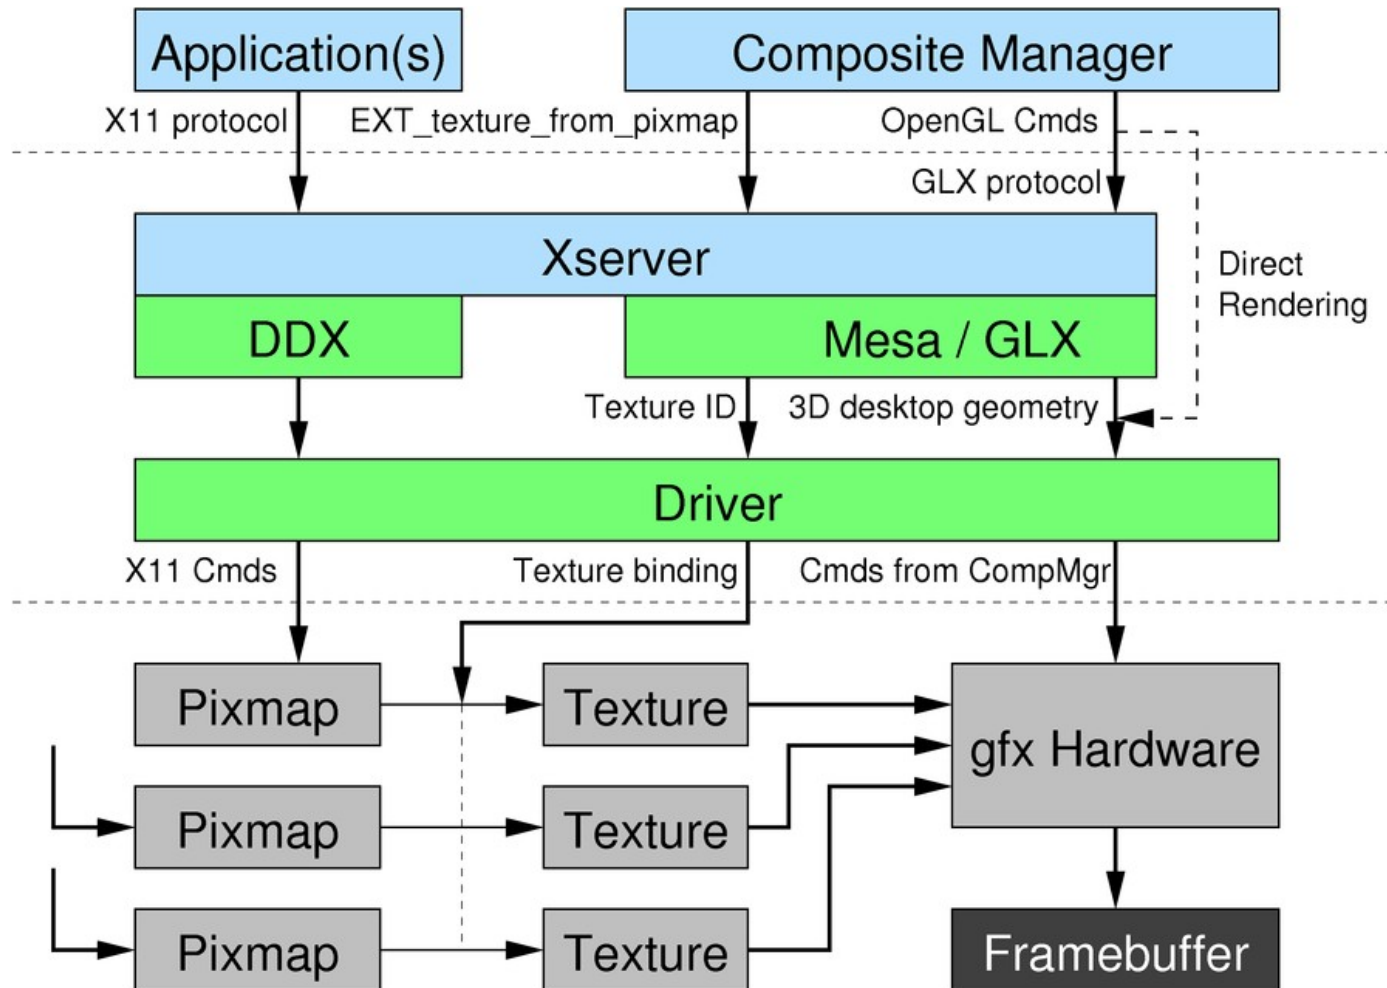 Application(s)
Composite Manager
X11 protocol
EXT_texture_from_pixmap
OpenGL Cmds
GLX protocol
Xserver
Direct
Rendering
DDX
Mesa / GLX
Texture ID
3D desktop geometry
Driver
X11 Cmds
Texture binding
Cmds from CompMgr
Pixmap
Texture
gfx Hardware
Pixmap
Texture
Pixmap
Texture
Framebuffer